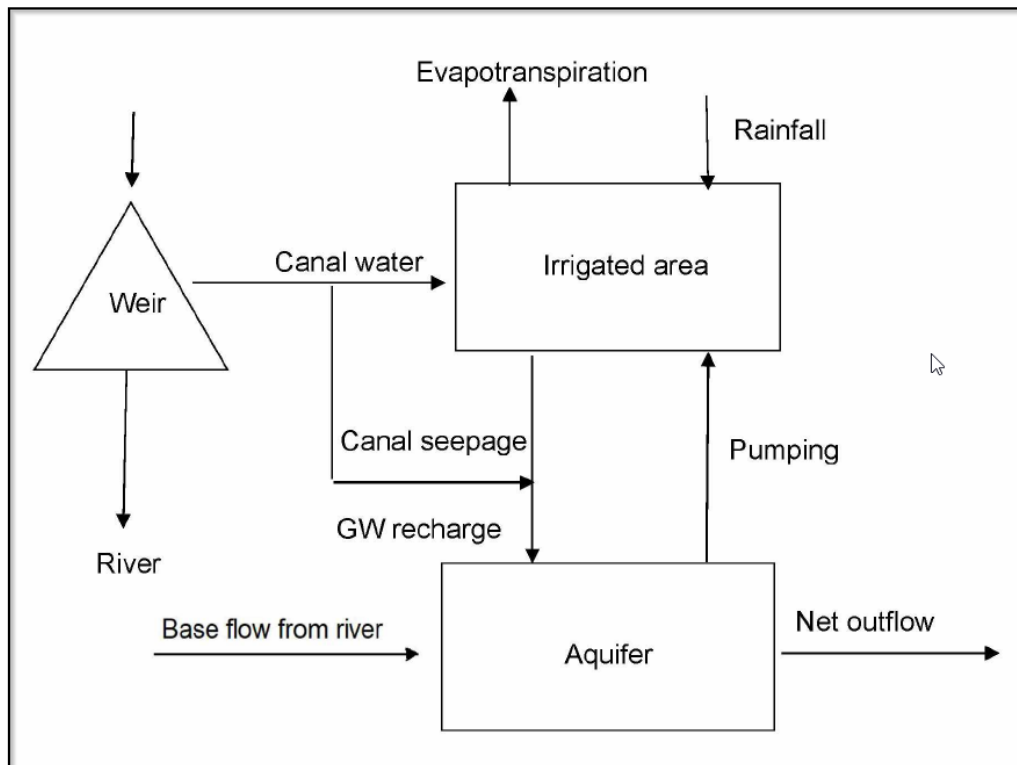 Evapotranspiration
Rainfall
Canal water
Irrigated area
Weir
Canal seepage
Pumping
GW recharge
River
Base flow from river
Net outflow
Aquifer